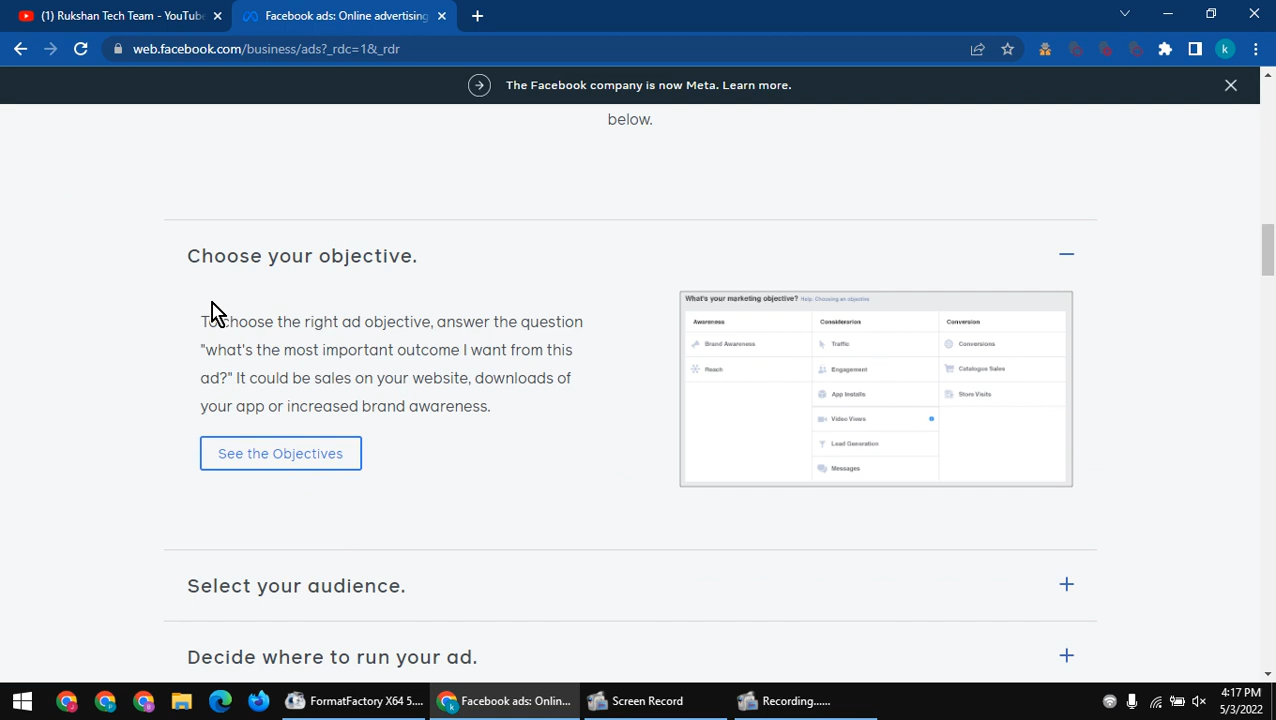 (1) Rukshan Tech Team - YouTube
Facebook ads: Online advertising
web.facebook.com/business/ads?_rdc=1&_rdr
k
The Facebook company is now Meta. Learn more.
below.
Choose your objective.
To choose the right ad objective, answer the question
"what's the most important outcome I want from this
ad?" It could be sales on your website, downloads of
your app or increased brand awareness.
See the Objectives
What's your marketing objective? Help: Choosing an objective
Awareness Consideration Conversion
Brand Awareness Traffic Conversions
Reach Engagement Catalogue Sales
App Installs Store Visits
Video Views
Lead Generation
Messages
Select your audience.
Decide where to run your ad.
FormatFactory X64 5.... Facebook ads: Onlin... Screen Record Recording......
4:17 PM
5/3/2022